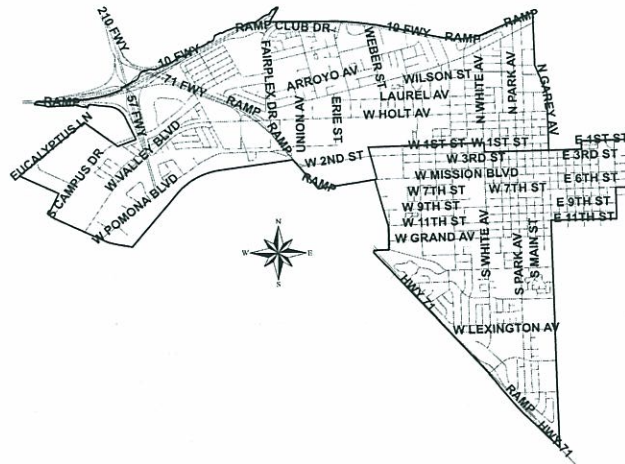 210 FWY
RAMP CLUB DR
10 FWY
RAMP
RAMP
10 FWY
FAIRPLEX DR
WEBER ST
71 FWY
ARROYO AV
WILSON ST
N WHITE AV
N PARK AV
N GAREY AV
LAUREL AV
RAMP
57 FWY
RAMP
UNION AV
ERIE ST
W HOLT AV
EUCALYPTUS LN
W VALLEY BLVD
RAMP
W 1ST ST
W 1ST ST
E 1ST ST
S CAMPUS DR
W 2ND ST
W 3RD ST
E 3RD ST
W MISSION BLVD
RAMP
W POMONA BLVD
W 7TH ST
W 7TH ST
E 6TH ST
W 9TH ST
E 9TH ST
W 11TH ST
E 11TH ST
W GRAND AV
S WHITE AV
S PARK AV
S MAIN ST
N
W
E
S
HWY 71
W LEXINGTON AV
RAMP
HWY 71